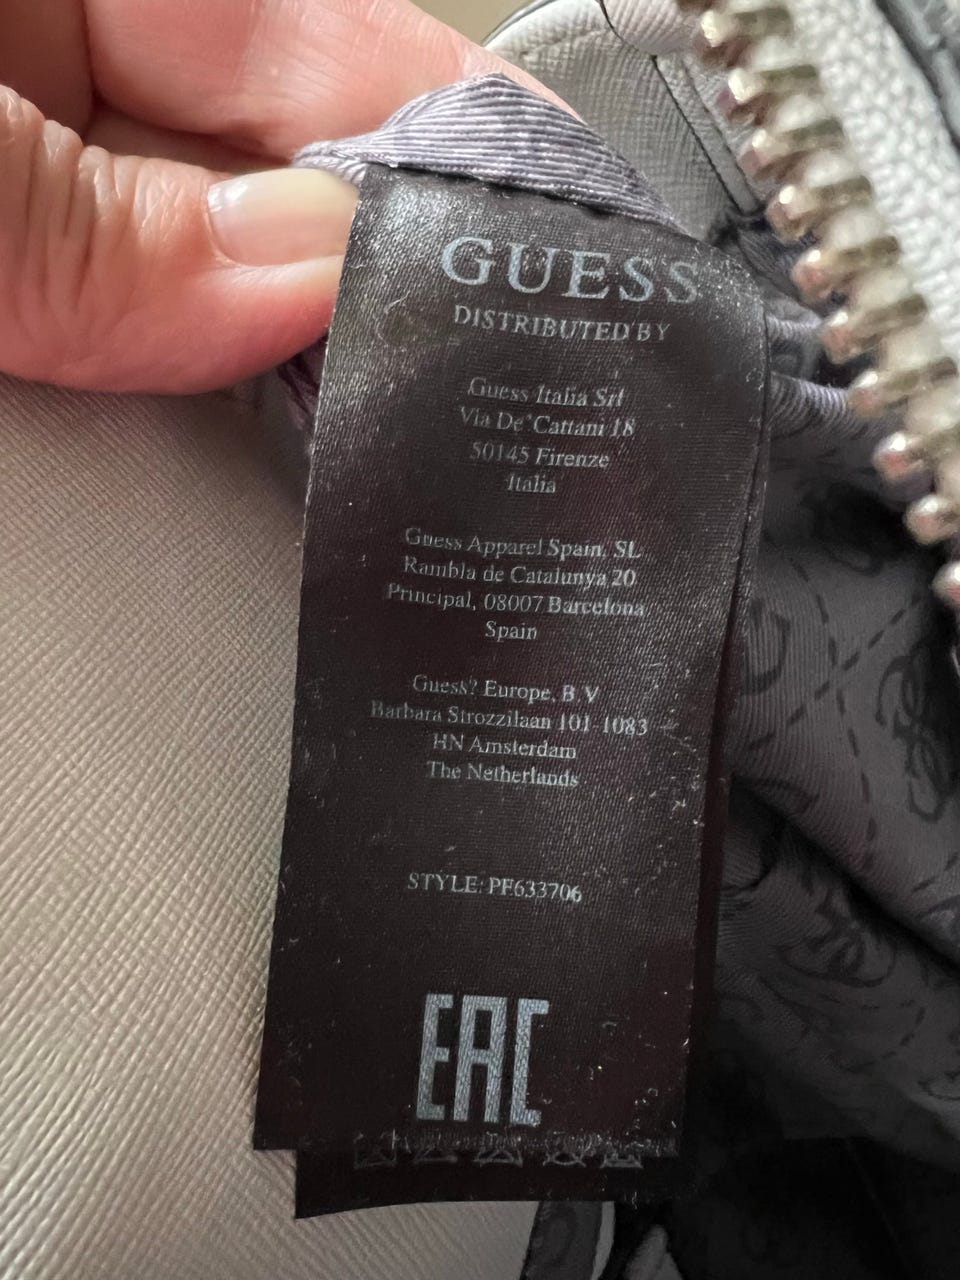 GUESS
DISTRIBUTED BY
Guess Italia Srl
Via De' Cattani 18
50145 Firenze
Italia
Guess Apparel Spain, SL
Rambla de Catalunya 20
Principal, 08007 Barcelona
Spain
Guess? Europe, B.V
Barbara Strozzilaan 101-1083
HN Amsterdam
The Netherlands
STYLE: PF633706
EAC